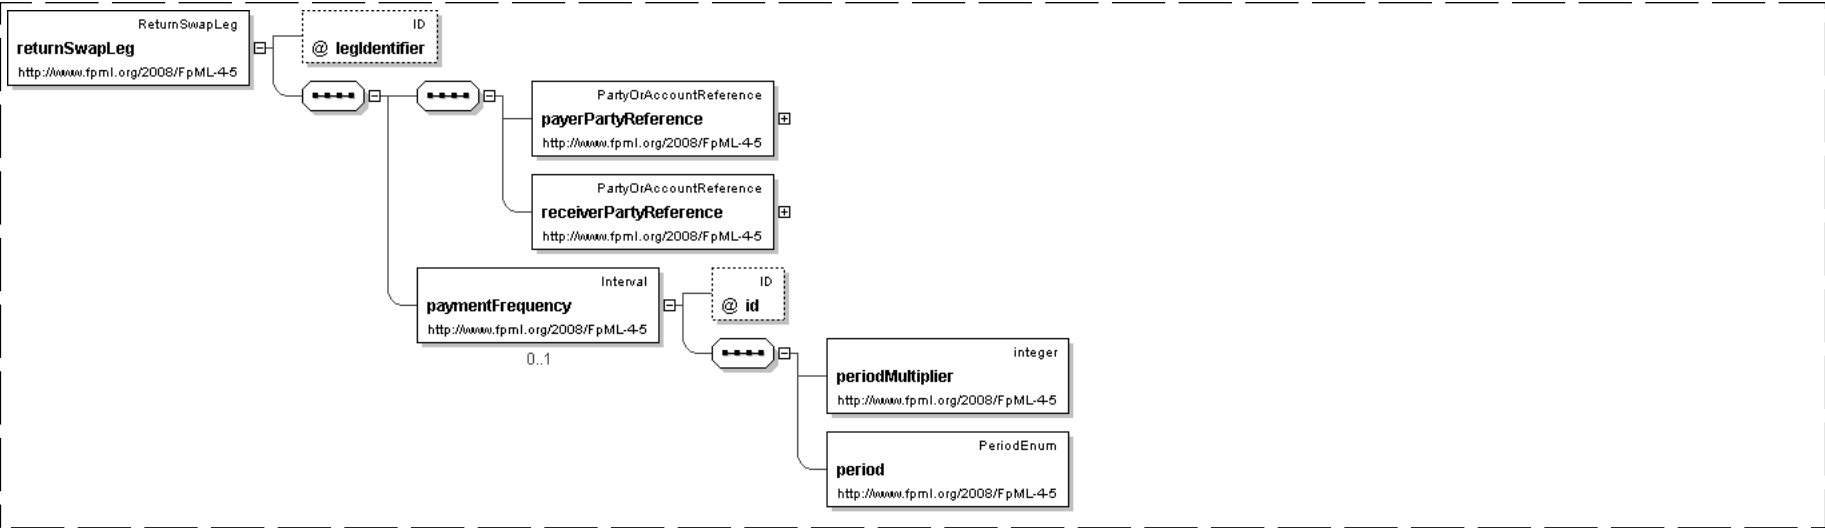 ReturnSwapLeg
returnSwapLeg
http://www.fpml.org/2008/FpML-4-5
ID
@ legIdentifier
PartyOrAccountReference
payerPartyReference
http://www.fpml.org/2008/FpML-4-5
PartyOrAccountReference
receiverPartyReference
http://www.fpml.org/2008/FpML-4-5
Interval
paymentFrequency
http://www.fpml.org/2008/FpML-4-5
0..1
ID
@ id
integer
periodMultiplier
http://www.fpml.org/2008/FpML-4-5
PeriodEnum
period
http://www.fpml.org/2008/FpML-4-5